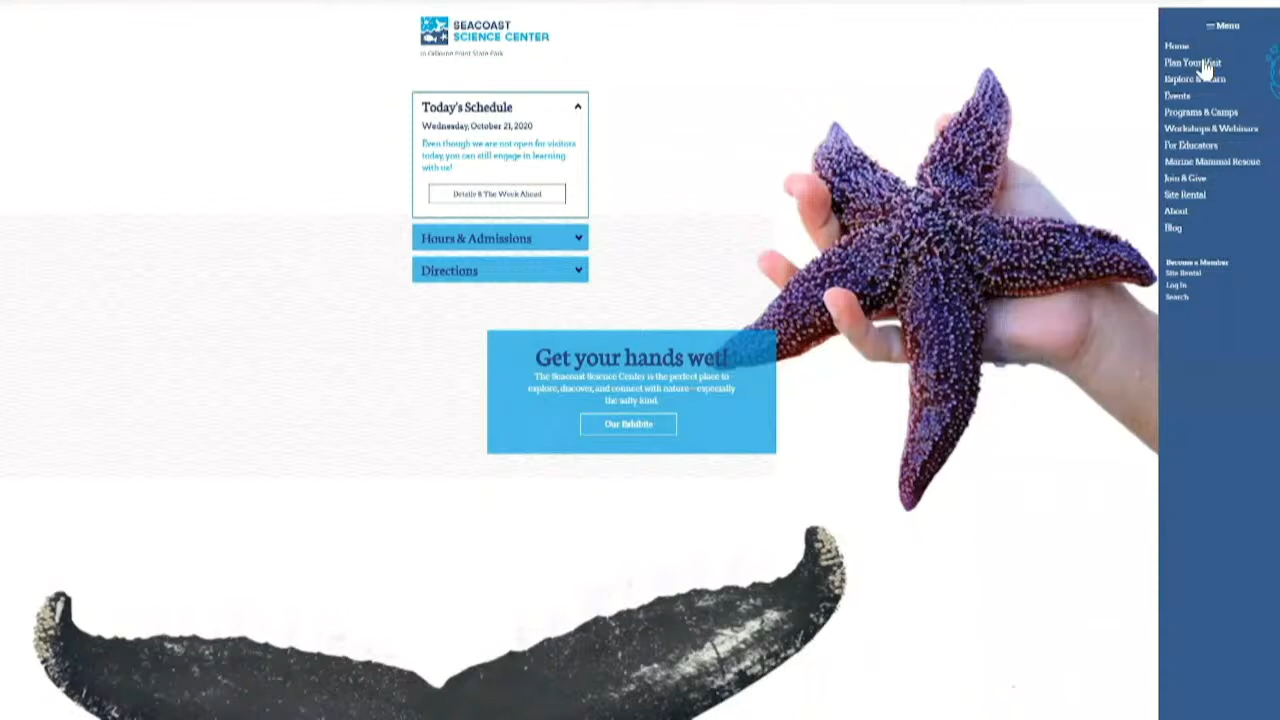 SEACOAST
SCIENCE CENTER
in Odiorne Point State Park
Today's Schedule
Wednesday, October 21, 2020
Even though we are not open for visitors
today, you can still engage in learning
with us!
Details & The Week Ahead
Hours & Admissions
Directions
Get your hands wet!
The Seacoast Science Center is the perfect place to
explore, discover, and connect with nature—especially
the salty kind.
Our Exhibits
Menu
Home
Plan Your Visit
Explore & Learn
Events
Programs & Camps
Workshops & Webinars
For Educators
Marine Mammal Rescue
Join & Give
Site Rental
About
Blog
Become a Member
Site Rental
Log In
Search